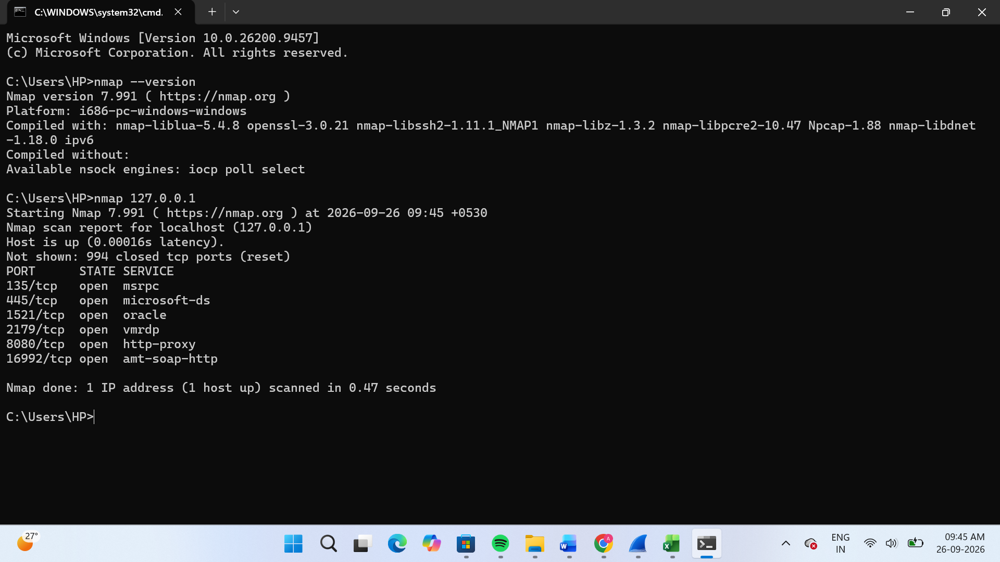 C:\WINDOWS\system32\cmd.
Microsoft Windows [Version 10.0.26200.9457]
(c) Microsoft Corporation. All rights reserved.
C:\Users\HP>nmap --version
Nmap version 7.991 ( https://nmap.org )
Platform: i686-pc-windows-windows
Compiled with: nmap-liblua-5.4.8 openssl-3.0.21 nmap-libssh2-1.11.1_NMAP1 nmap-libz-1.3.2 nmap-libpcre2-10.47 Npcap-1.88 nmap-libdnet
-1.18.0 ipv6
Compiled without:
Available nsock engines: iocp poll select
C:\Users\HP>nmap 127.0.0.1
Starting Nmap 7.991 ( https://nmap.org ) at 2026-09-26 09:45 +0530
Nmap scan report for localhost (127.0.0.1)
Host is up (0.00016s latency).
Not shown: 994 closed tcp ports (reset)
PORT      STATE SERVICE
135/tcp   open  msrpc
445/tcp   open  microsoft-ds
1521/tcp  open  oracle
2179/tcp  open  vmrdp
8080/tcp  open  http-proxy
16992/tcp open  amt-soap-http
Nmap done: 1 IP address (1 host up) scanned in 0.47 seconds
C:\Users\HP>
27°
W
A
X
ENG
IN
09:45 AM
26-09-2026